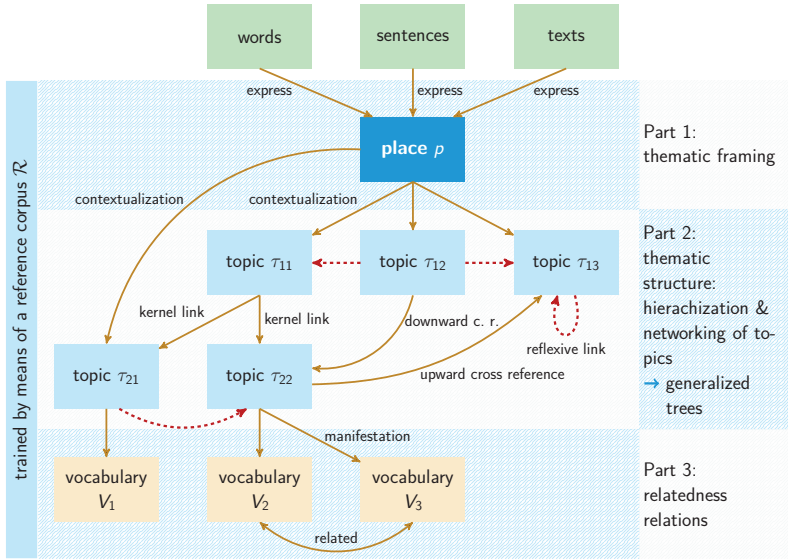 words
sentences
texts
express
express
express
place p
Part 1:
thematic framing
contextualization
contextualization
trained by means of a reference corpus ℛ
topic τ₁₁
topic τ₁₂
topic τ₁₃
Part 2:
thematic
structure:
hierachization &
networking of to-
pics
→ generalized
trees
kernel link
kernel link
downward c. r.
reflexive link
upward cross reference
topic τ₂₁
topic τ₂₂
manifestation
vocabulary
V₁
vocabulary
V₂
vocabulary
V₃
related
Part 3:
relatedness
relations